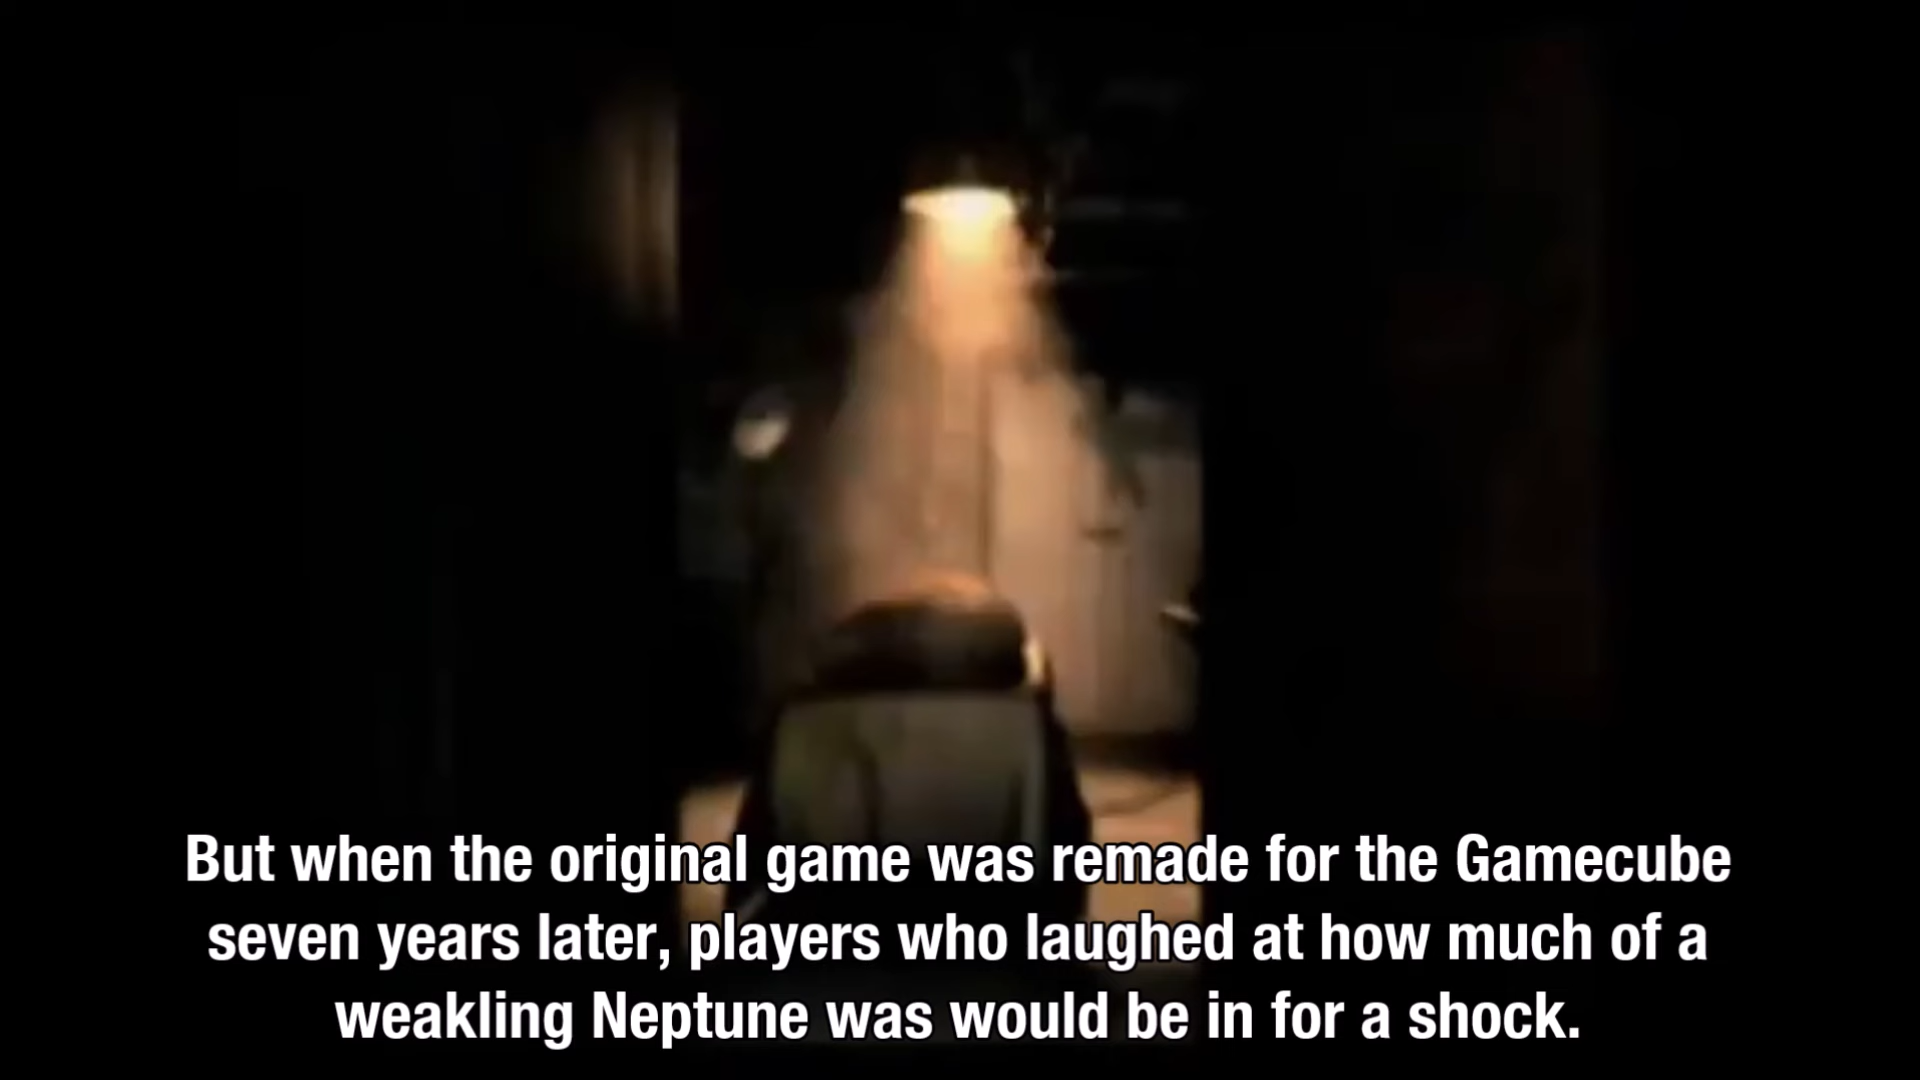 But when the original game was remade for the Gamecube
seven years later, players who laughed at how much of a
weakling Neptune was would be in for a shock.